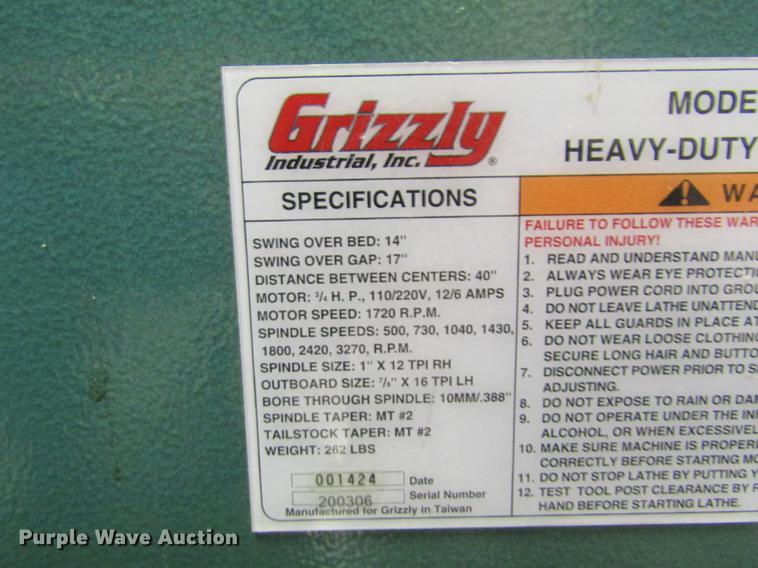 Grizzly
Industrial, Inc. ®
MODE
HEAVY-DUTY
SPECIFICATIONS
SWING OVER BED: 14"
SWING OVER GAP: 17"
DISTANCE BETWEEN CENTERS: 40"
MOTOR: ¾ H. P., 110/220V, 12/6 AMPS
MOTOR SPEED: 1720 R.P.M.
SPINDLE SPEEDS: 500, 730, 1040, 1430,
1800, 2420, 3270, R.P.M.
SPINDLE SIZE: 1" X 12 TPI RH
OUTBOARD SIZE: ⅞" X 16 TPI LH
BORE THROUGH SPINDLE: 10MM/.388"
SPINDLE TAPER: MT #2
TAILSTOCK TAPER: MT #2
WEIGHT: 262 LBS
001424 Date
200306 Serial Number
Manufactured for Grizzly in Taiwan
WA
FAILURE TO FOLLOW THESE WAR
PERSONAL INJURY!
1. READ AND UNDERSTAND MANU
2. ALWAYS WEAR EYE PROTECTIO
3. PLUG POWER CORD INTO GROU
4. DO NOT LEAVE LATHE UNATTEND
5. KEEP ALL GUARDS IN PLACE AT
6. DO NOT WEAR LOOSE CLOTHING
SECURE LONG HAIR AND BUTTO
7. DISCONNECT POWER PRIOR TO S
ADJUSTING.
8. DO NOT EXPOSE TO RAIN OR DAM
9. DO NOT OPERATE UNDER THE INF
ALCOHOL, OR WHEN EXCESSIVEL
10. MAKE SURE MACHINE IS PROPERL
CORRECTLY BEFORE STARTING MO
11. DO NOT STOP LATHE BY PUTTING Y
12. TEST TOOL POST CLEARANCE BY R
HAND BEFORE STARTING LATHE.
Purple Wave Auction